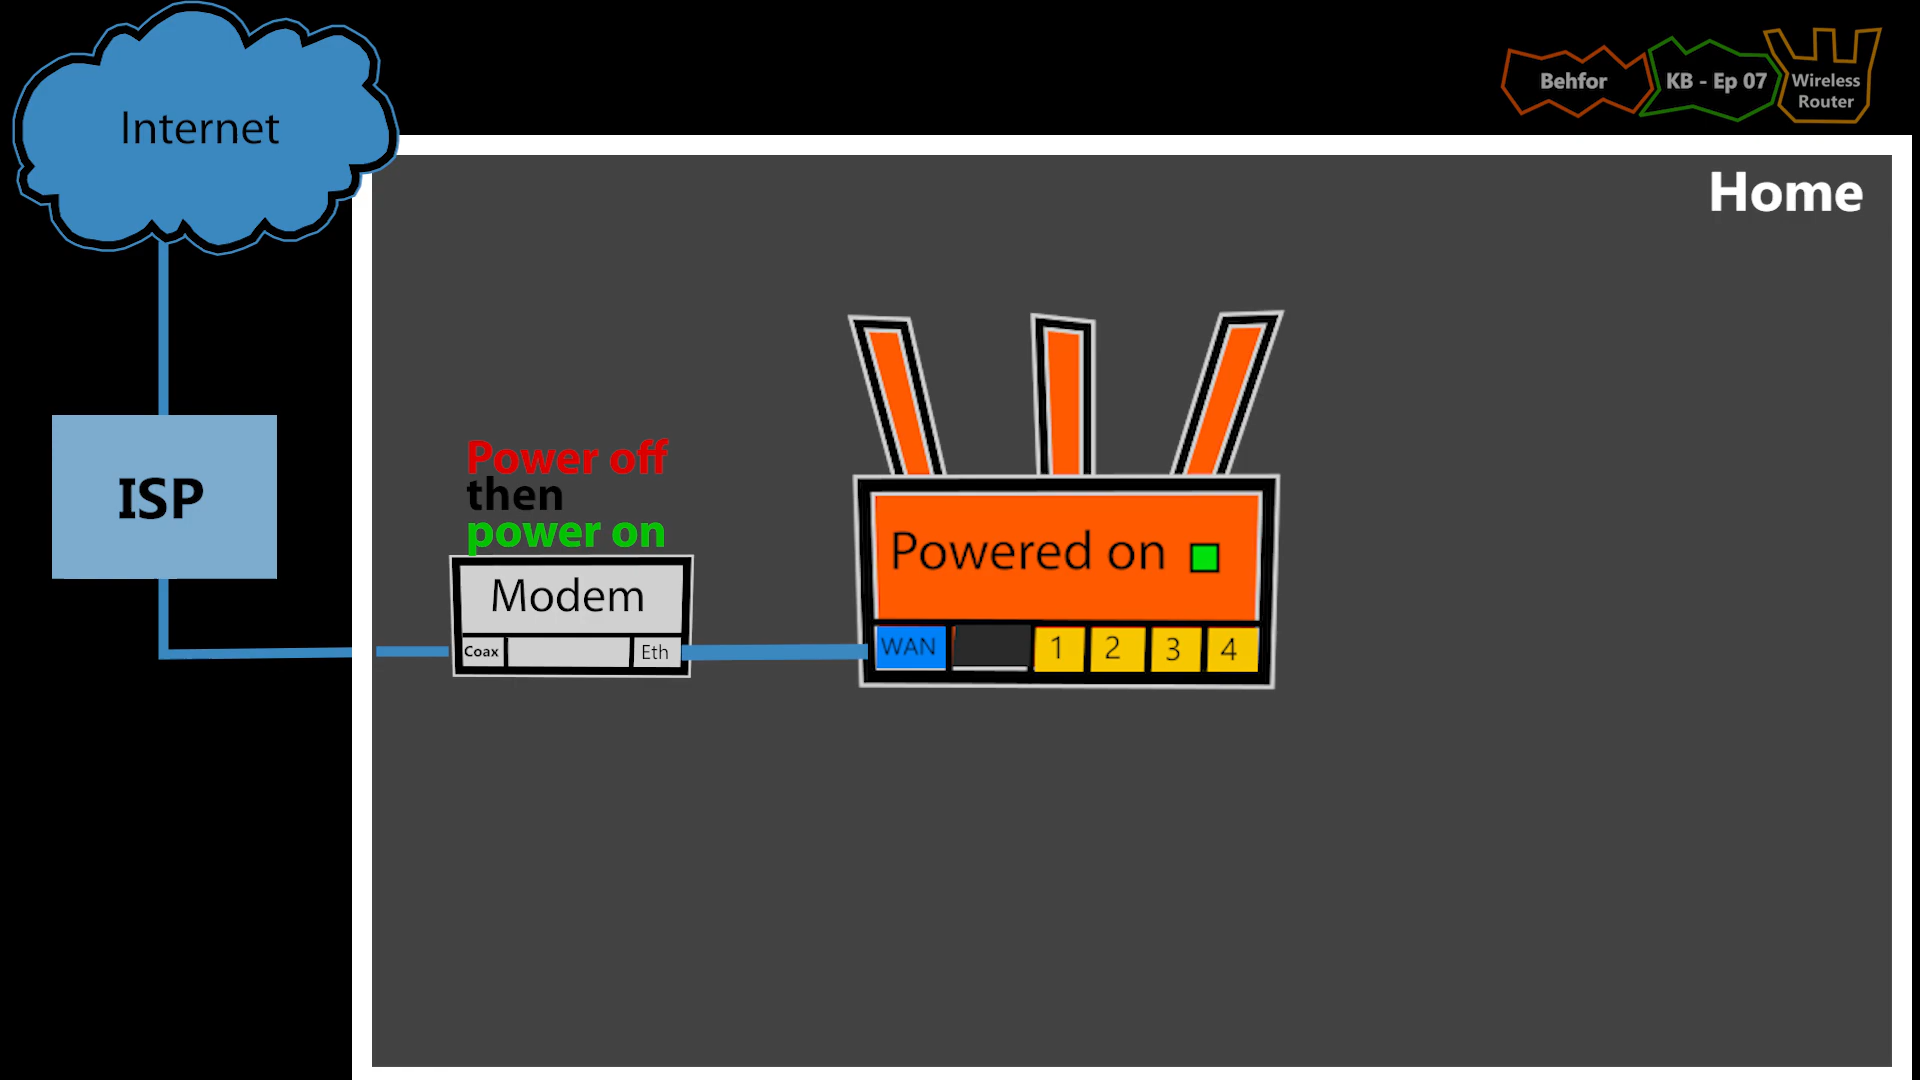 Internet
Behfor
KB - Ep 07
Wireless
Router
Home
ISP
Power off
then
power on
Modem
Coax
Eth
Powered on
WAN
1
2
3
4